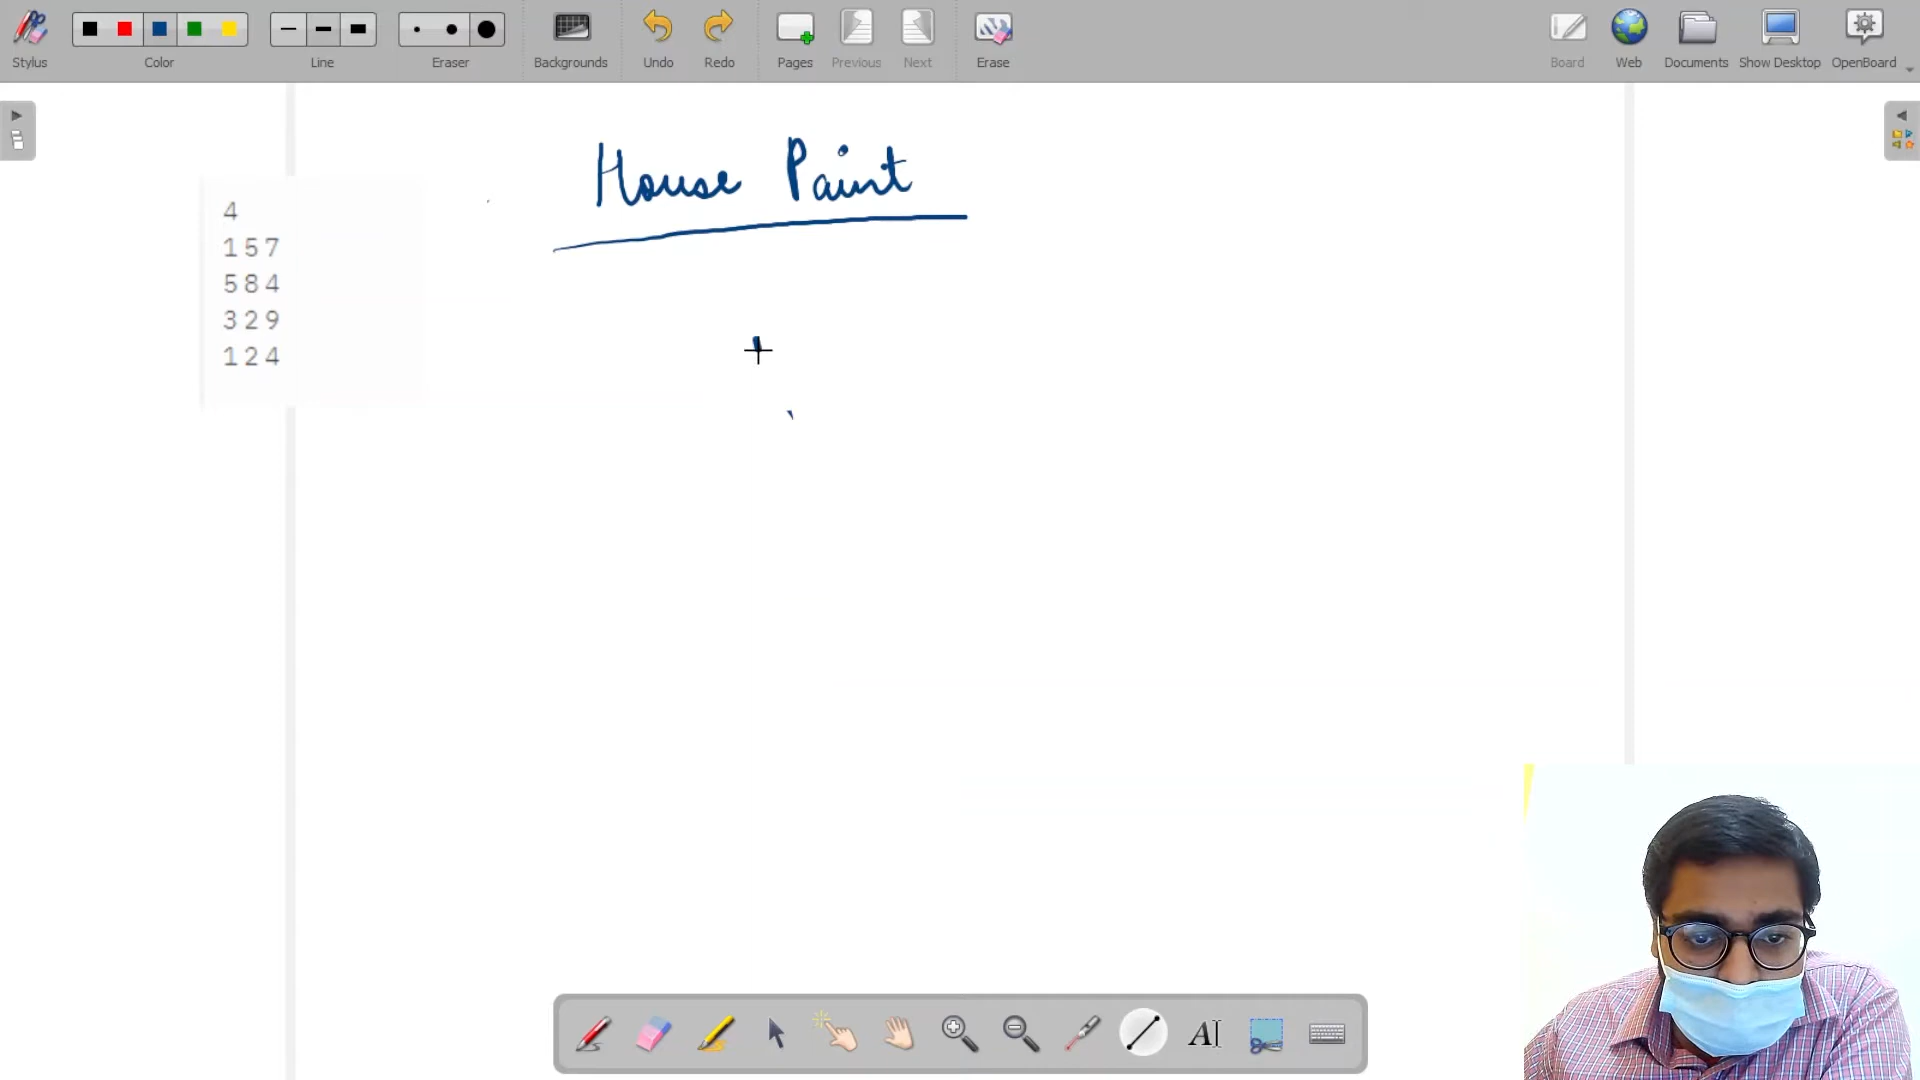 Stylus
Color
Line
Eraser
Backgrounds
Undo
Redo
Pages
Previous
Next
Erase
Board
Web
Documents
Show Desktop
OpenBoard
House Paint
4
1 5 7
5 8 4
3 2 9
1 2 4
A